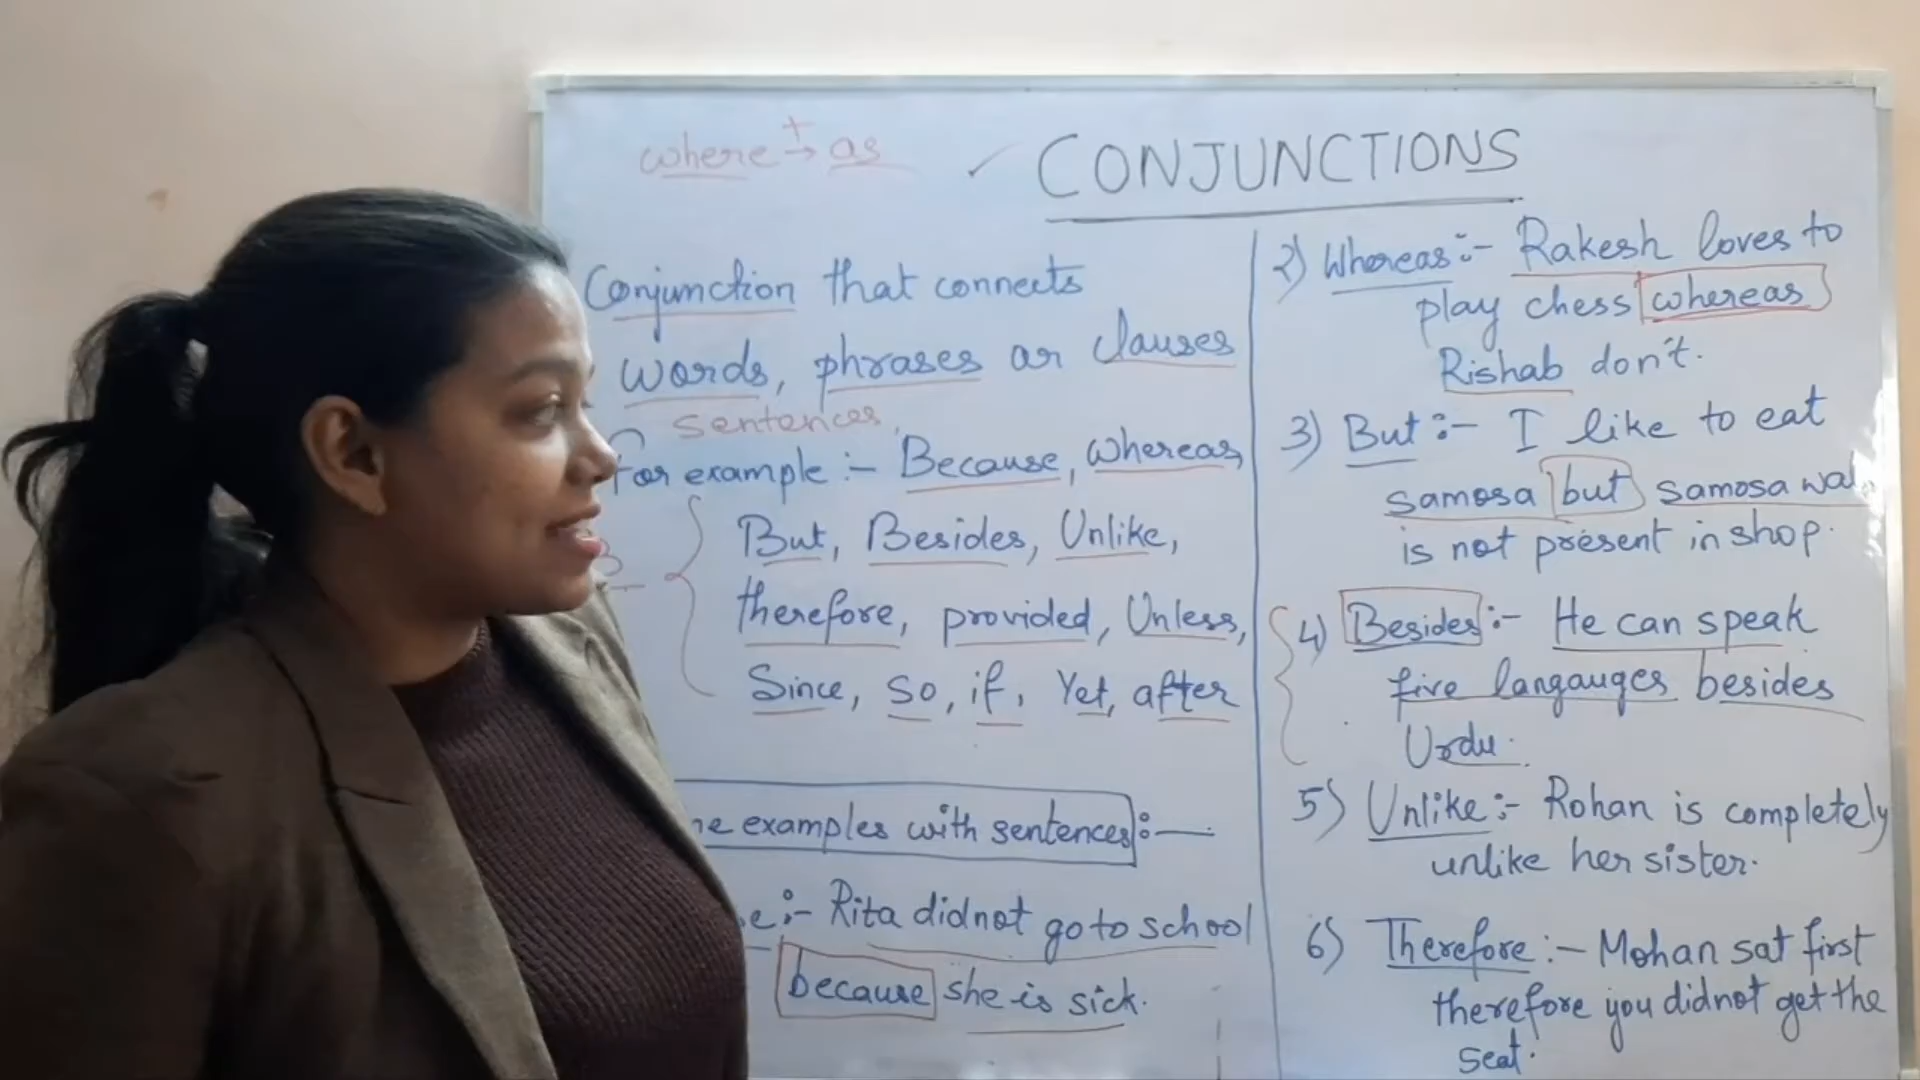 where + → as
CONJUNCTIONS
Conjunction that connects
words, phrases or clauses
sentences
For example :- Because, whereas,
But, Besides, Unlike,
therefore, provided, Unless,
Since, so, if, Yet, after
examples with sentences :-
:- Rita didnot go to school
because she is sick.
2) Whereas :- Rakesh loves to
play chess whereas
Rishab don't.
3) But :- I like to eat
samosa but samosa wala
is not present in shop.
4) Besides :- He can speak
five langauges besides
Urdu.
5) Unlike :- Rohan is completely
unlike her sister.
6) Therefore :- Mohan sat first
therefore you didnot get the
seat.